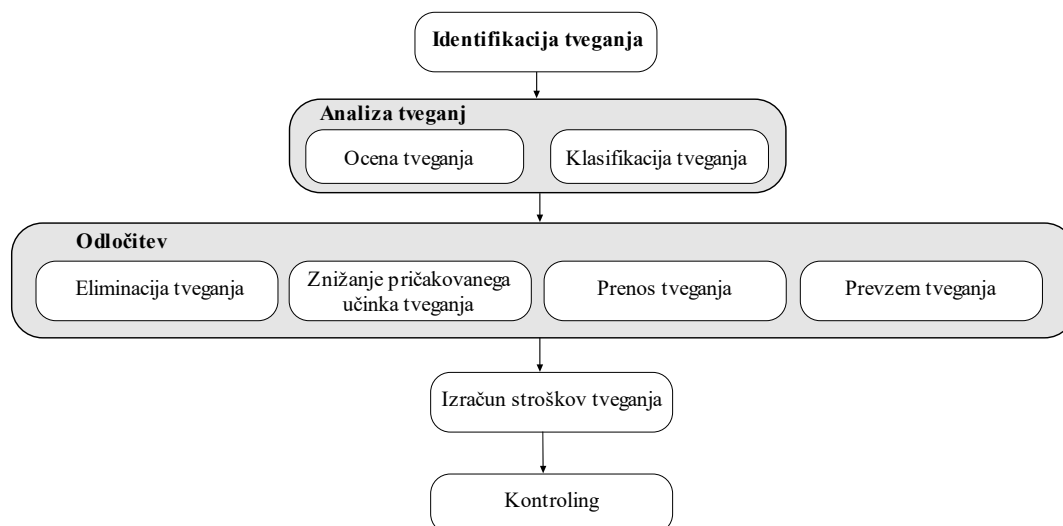 Identifikacija tveganja
Analiza tveganj
Ocena tveganja
Klasifikacija tveganja
Odločitev
Eliminacija tveganja
Znižanje pričakovanega
učinka tveganja
Prenos tveganja
Prevzem tveganja
Izračun stroškov tveganja
Kontroling